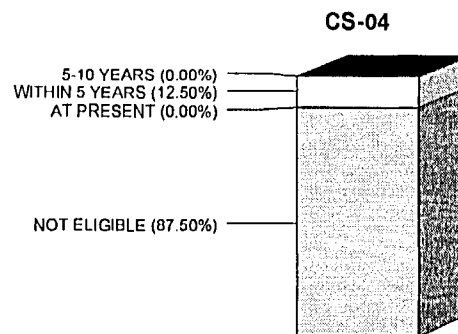 CS-04
5-10 YEARS (0.00%)
WITHIN 5 YEARS (12.50%)
AT PRESENT (0.00%)
NOT ELIGIBLE (87.50%)